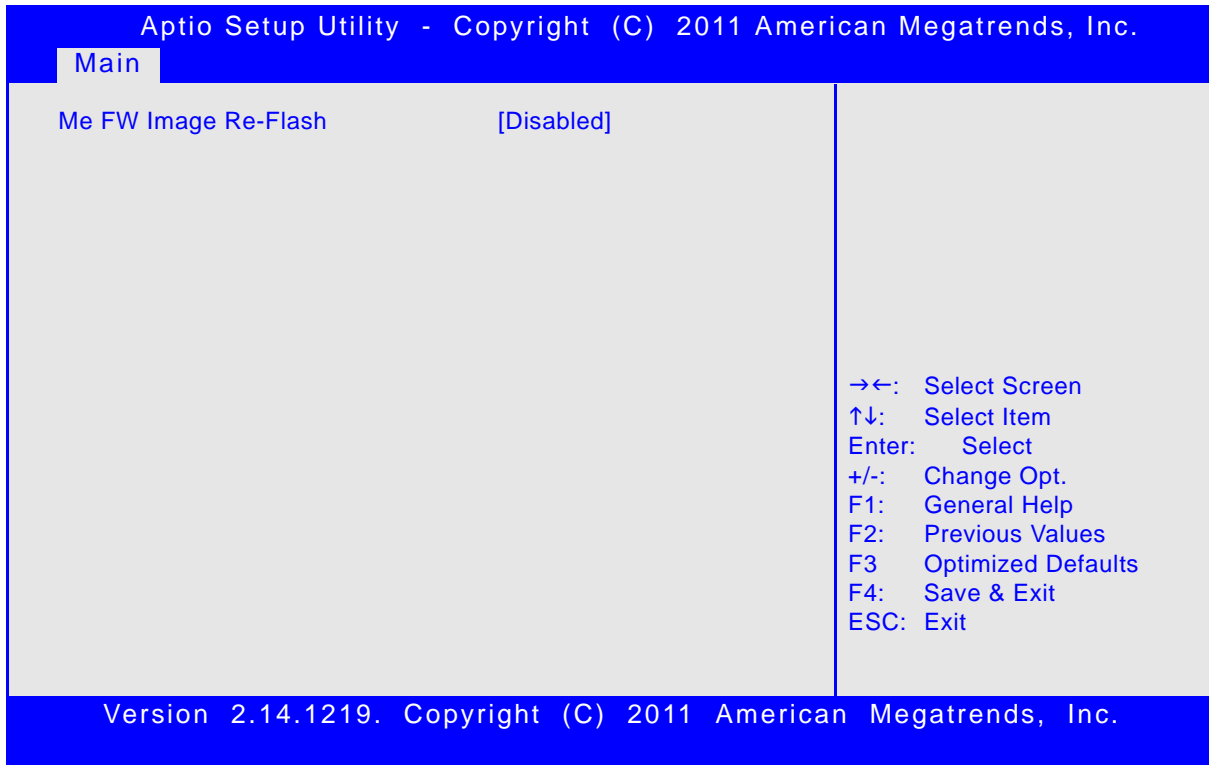 Aptio Setup Utility - Copyright (C) 2011 American Megatrends, Inc.
Main
Me FW Image Re-Flash [Disabled]
→←: Select Screen
↑↓: Select Item
Enter: Select
+/-: Change Opt.
F1: General Help
F2: Previous Values
F3 Optimized Defaults
F4: Save & Exit
ESC: Exit
Version 2.14.1219. Copyright (C) 2011 American Megatrends, Inc.